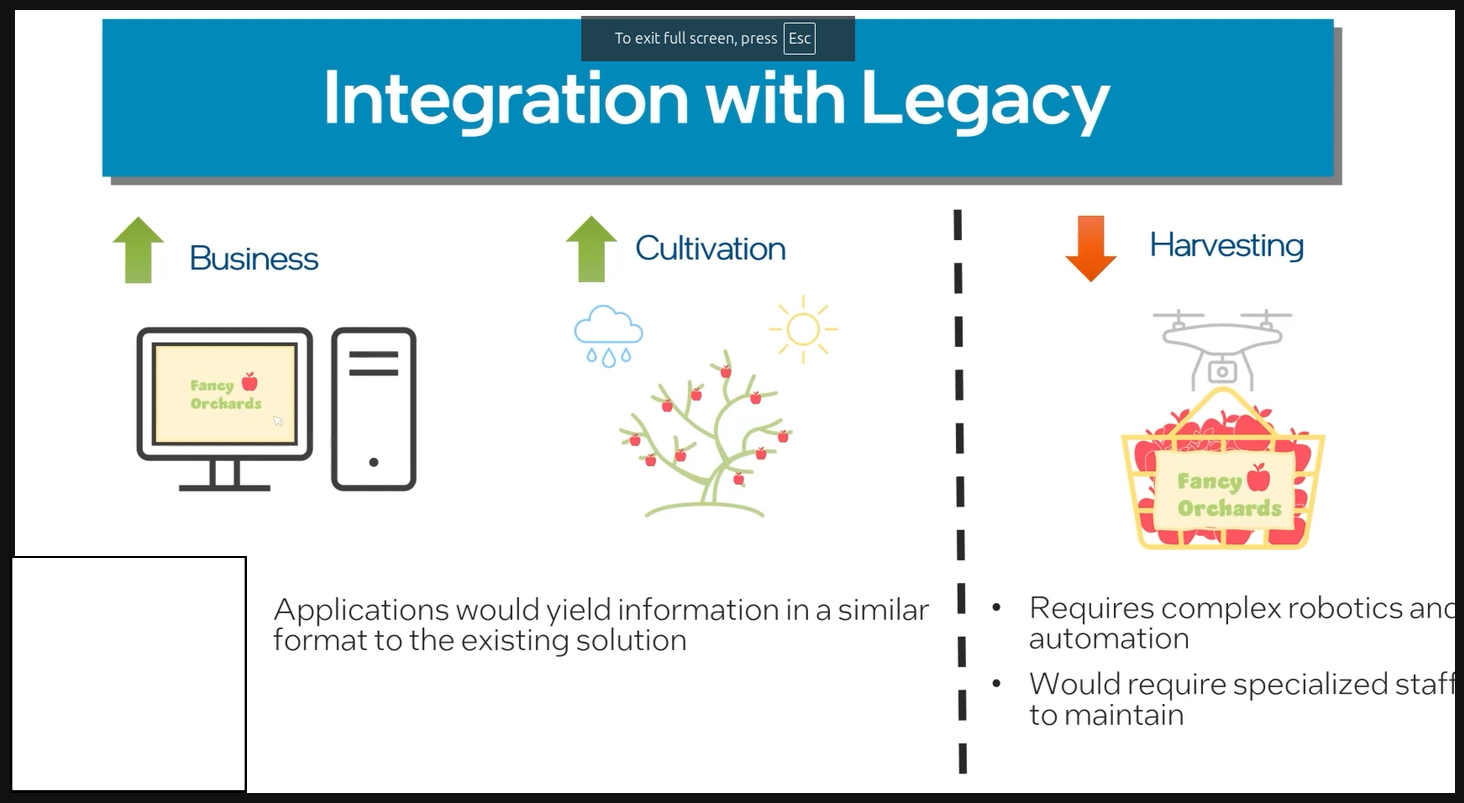 To exit full screen, press Esc
Integration with Legacy
Business
Cultivation
Harvesting
Fancy
Orchards
Fancy
Orchards
Applications would yield information in a similar
format to the existing solution
• Requires complex robotics and
automation
• Would require specialized staff
to maintain